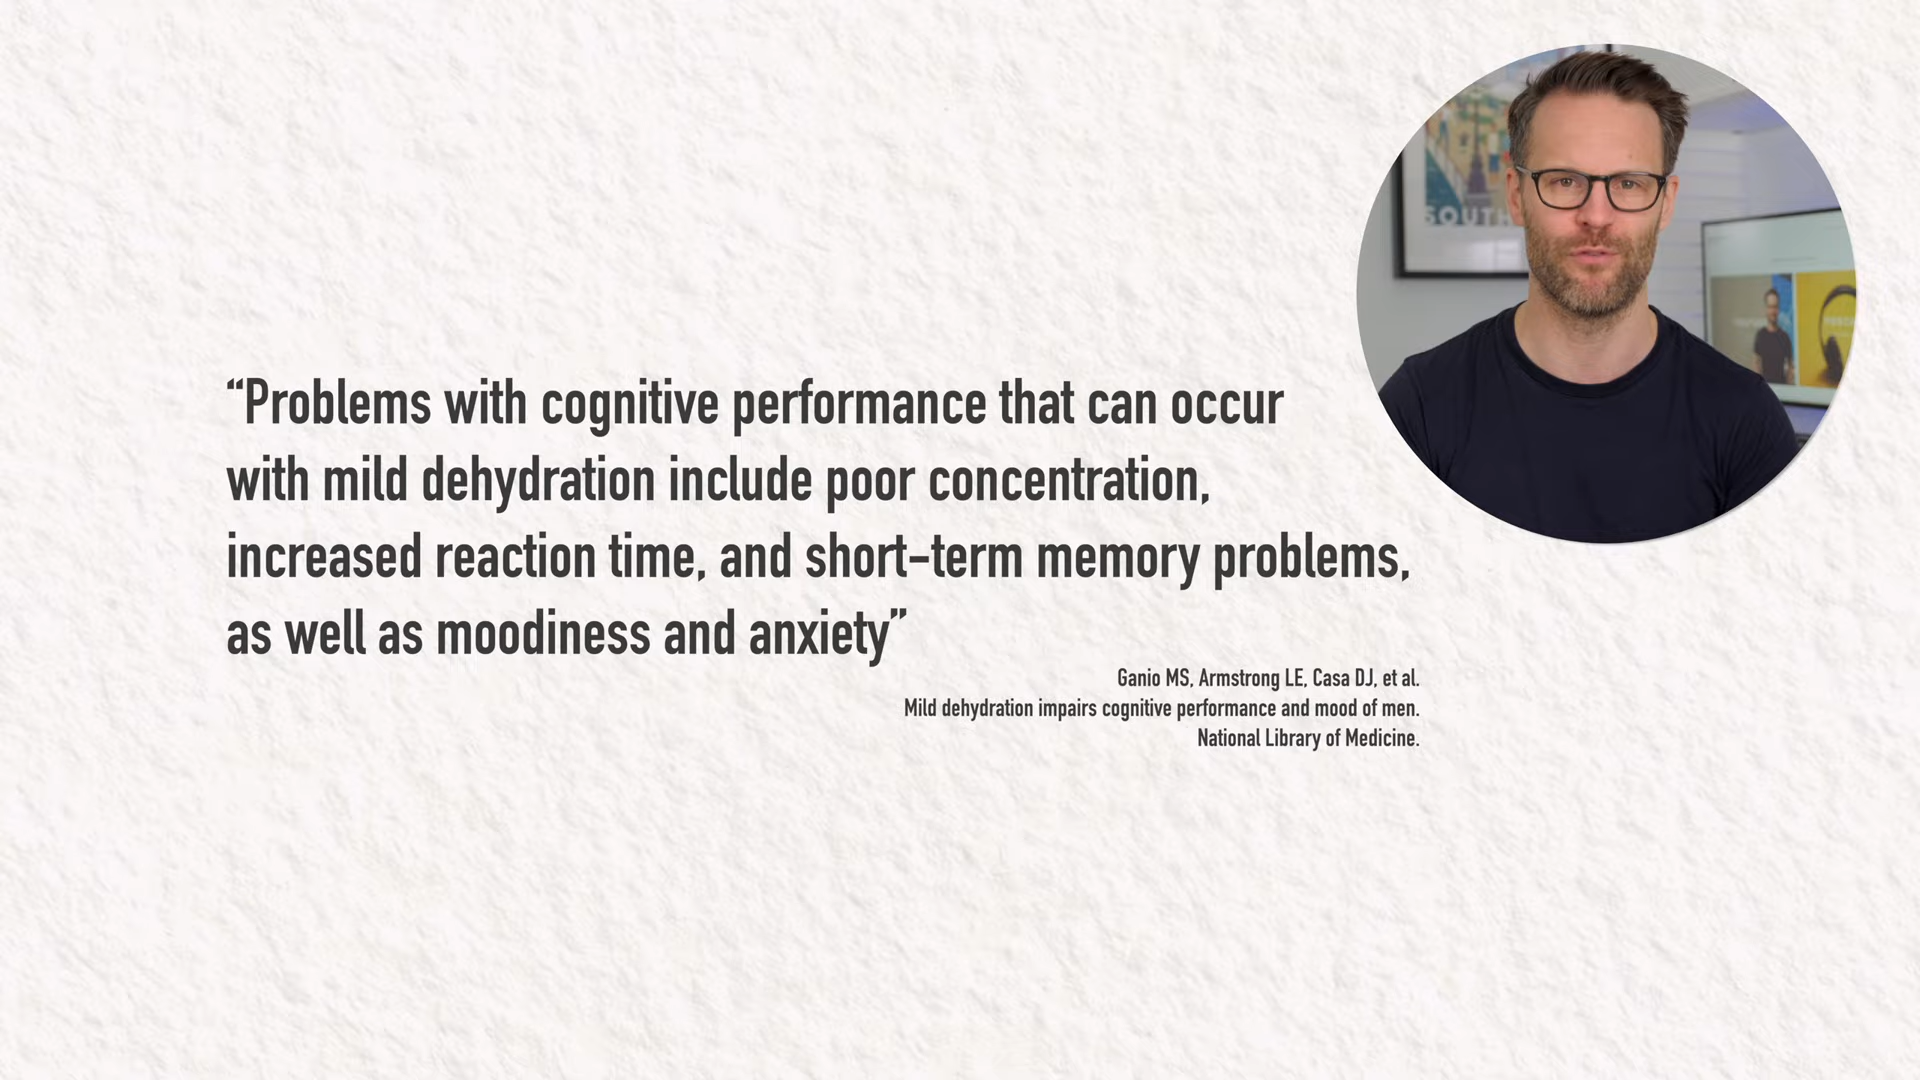 SOUTH
“Problems with cognitive performance that can occur
with mild dehydration include poor concentration,
increased reaction time, and short-term memory problems,
as well as moodiness and anxiety”
Ganio MS, Armstrong LE, Casa DJ, et al.
Mild dehydration impairs cognitive performance and mood of men.
National Library of Medicine.